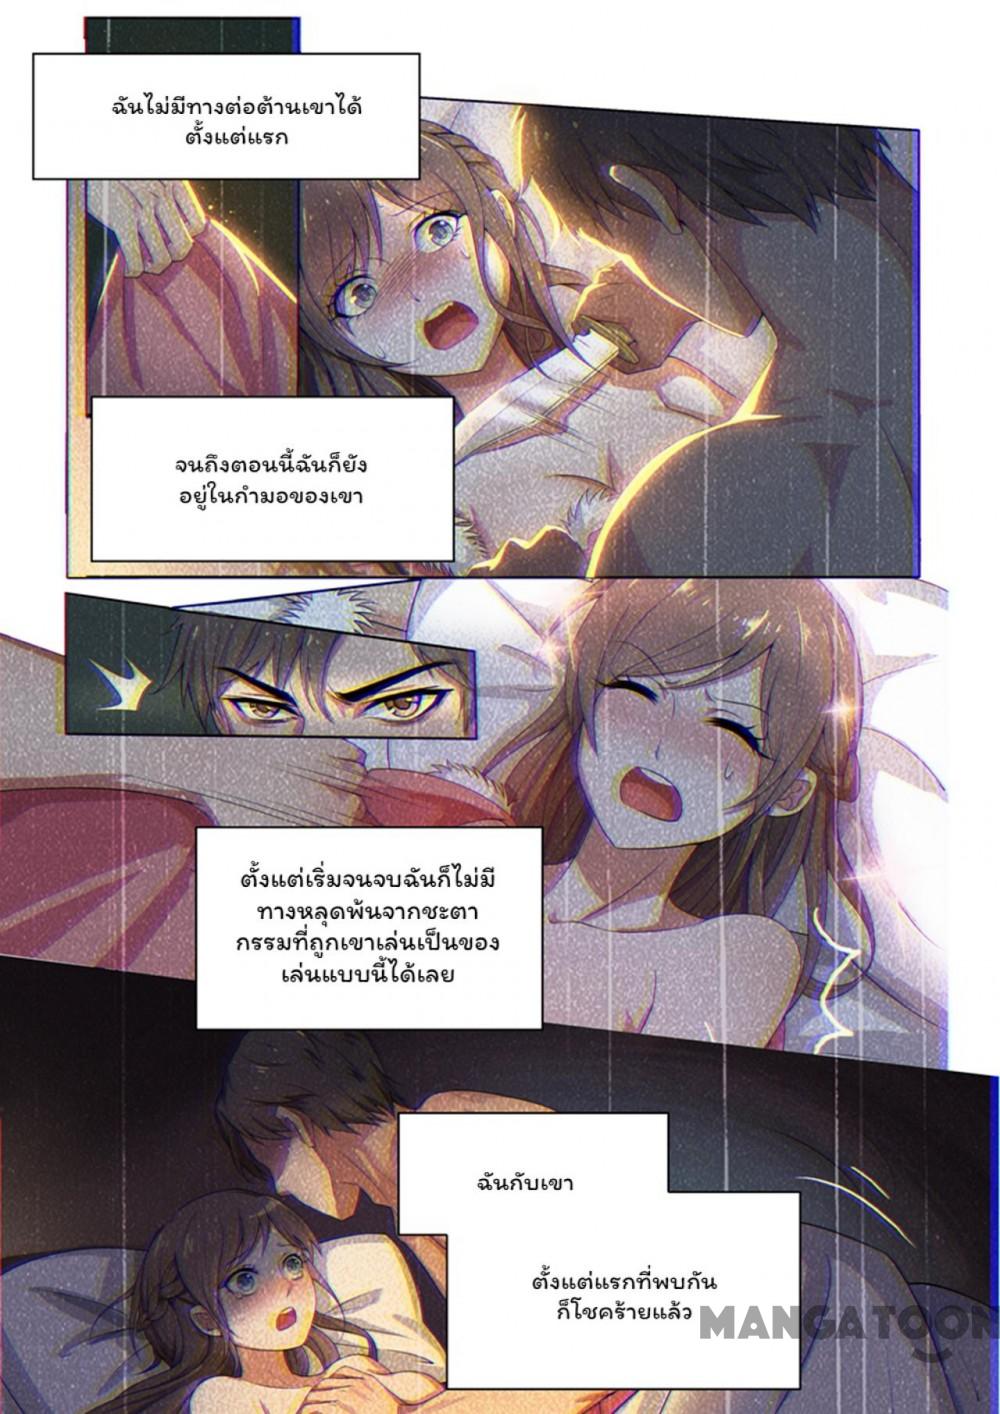 ฉันไม่มีทางต่อต้านเขาได้
ตั้งแต่แรก
จนถึงตอนนี้ฉันก็ยัง
อยู่ในกำมือของเขา
ตั้งแต่เริ่มจนจบฉันก็ไม่มี
ทางหลุดพ้นจากชะตา
กรรมที่ถูกเขาเล่นเป็นของ
เล่นแบบนี้ได้เลย
ฉันกับเขา
ตั้งแต่แรกที่พบกัน
ก็โชคร้ายแล้ว
MANGATOON